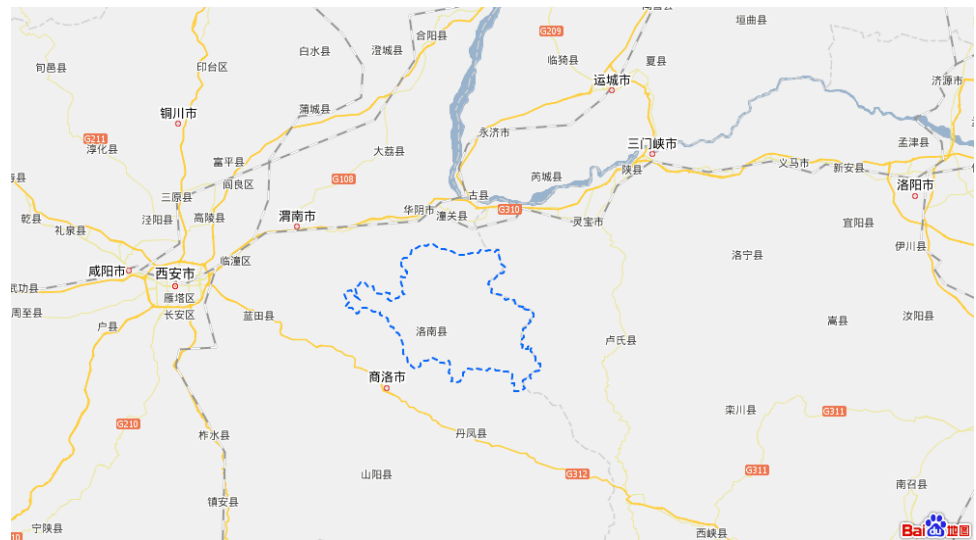 南召县
垣曲县
合阳县
G209
澄城县
白水县
临猗县
夏县
印台区
旬邑县
运城市
济源市
蒲城县
铜川市
永济市
G211
三门峡市
孟津县
淳化县
大荔县
富平县
义马市
新安县
陕县
G108
芮城县
阎良区
洛阳市
三原县
古县
华阴市
G310
潼关县
渭南市
灵宝市
乾县
泾阳县
高陵县
宜阳县
礼泉县
伊川县
洛宁县
临潼区
咸阳市
西安市
武功县
雁塔区
周至县
长安区
蓝田县
嵩县
汝阳县
户县
洛南县
卢氏县
商洛市
栾川县
G311
G210
柞水县
丹凤县
山阳县
G312
G311
镇安县
宁陕县
西峡县
Bai du 地图